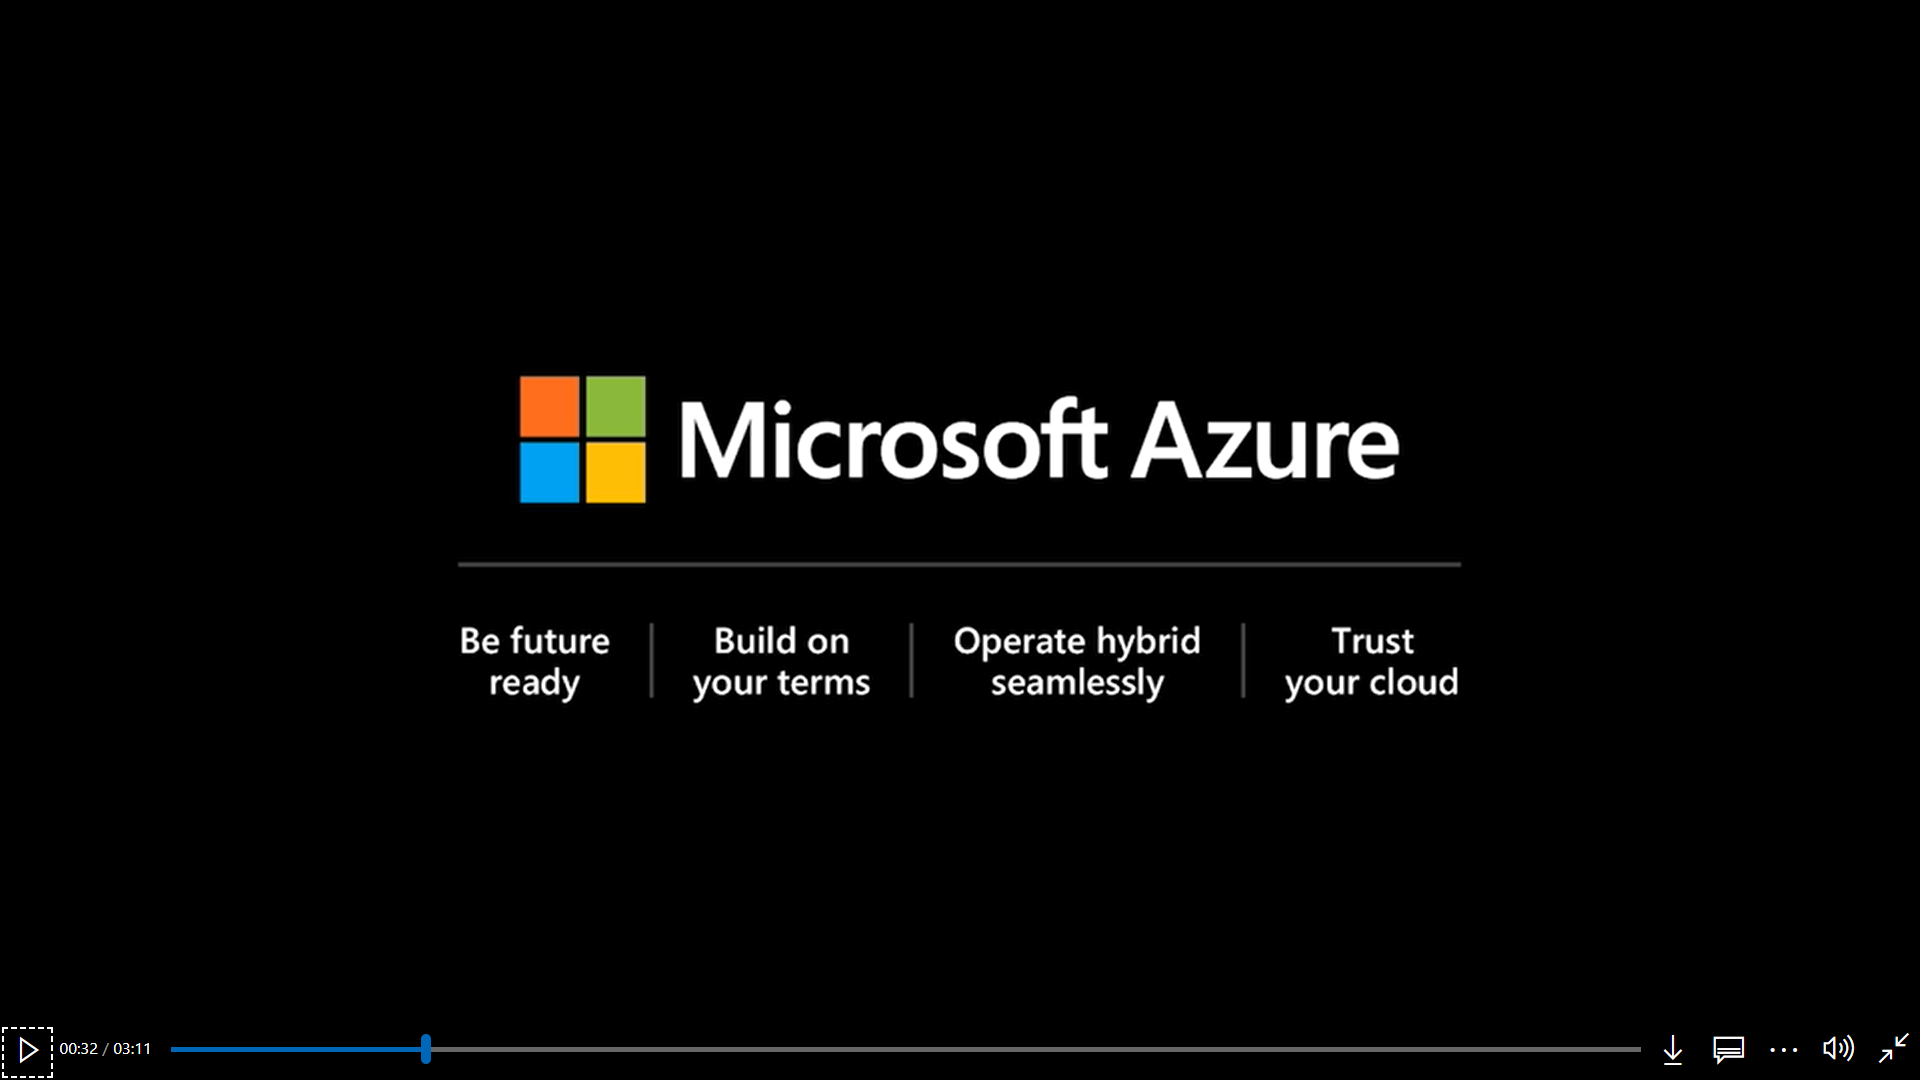 Microsoft Azure
Be future
ready
Build on
your terms
Operate hybrid
seamlessly
Trust
your cloud
00:32 / 03:11